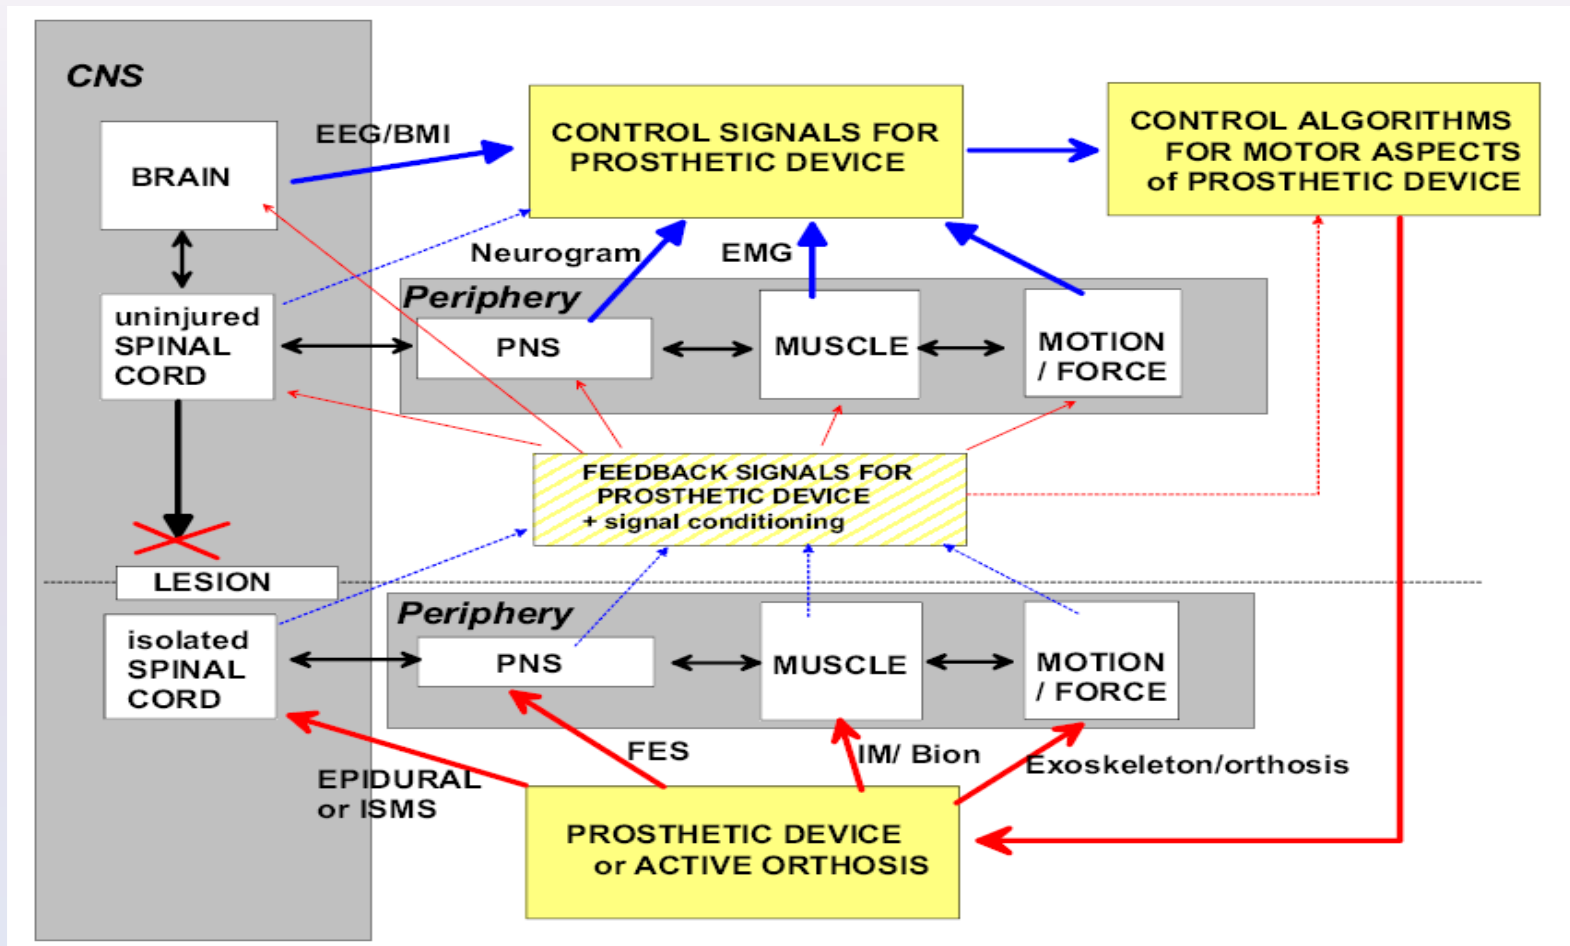 CNS
BRAIN
EEG/BMI
CONTROL SIGNALS FOR
PROSTHETIC DEVICE
CONTROL ALGORITHMS
FOR MOTOR ASPECTS
of PROSTHETIC DEVICE
Neurogram
EMG
Periphery
uninjured
SPINAL
CORD
PNS
MUSCLE
MOTION
/ FORCE
FEEDBACK SIGNALS FOR
PROSTHETIC DEVICE
+ signal conditioning
LESION
Periphery
isolated
SPINAL
CORD
PNS
MUSCLE
MOTION
/ FORCE
EPIDURAL
or ISMS
FES
IM/ Bion
Exoskeleton/orthosis
PROSTHETIC DEVICE
or ACTIVE ORTHOSIS